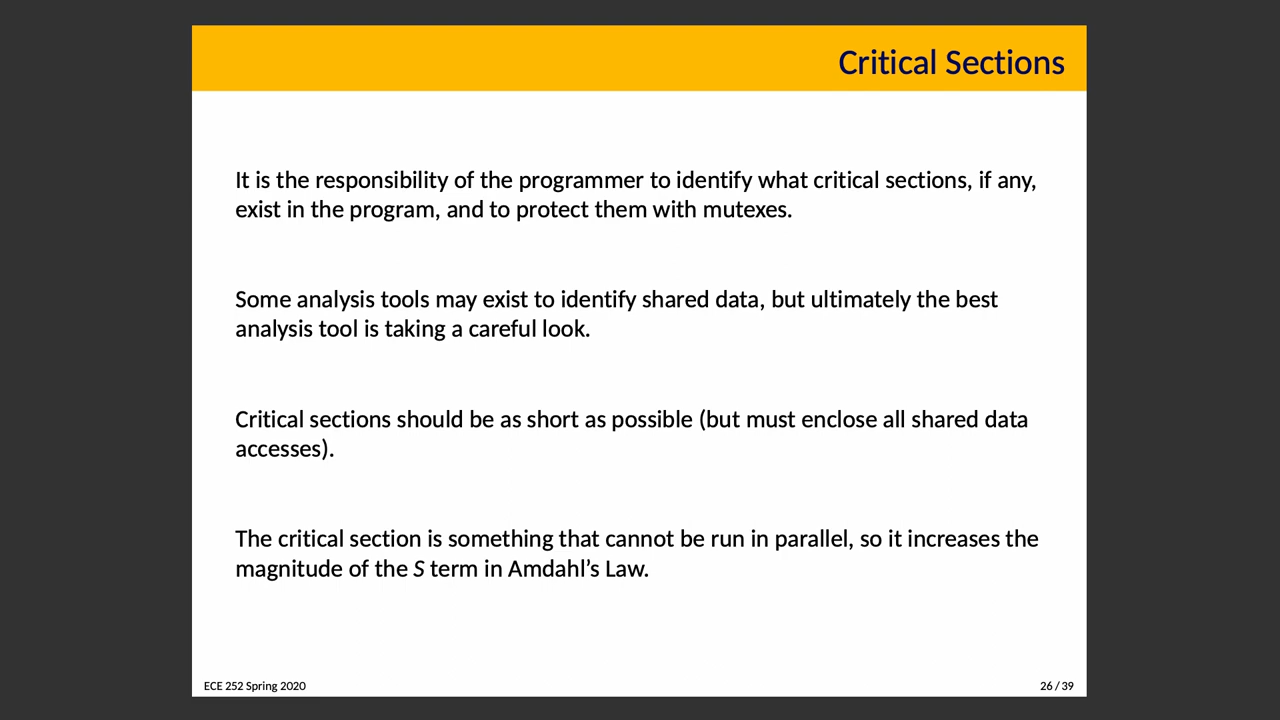 Critical Sections
It is the responsibility of the programmer to identify what critical sections, if any,
exist in the program, and to protect them with mutexes.
Some analysis tools may exist to identify shared data, but ultimately the best
analysis tool is taking a careful look.
Critical sections should be as short as possible (but must enclose all shared data
accesses).
The critical section is something that cannot be run in parallel, so it increases the
magnitude of the S term in Amdahl’s Law.
ECE 252 Spring 2020
26 / 39